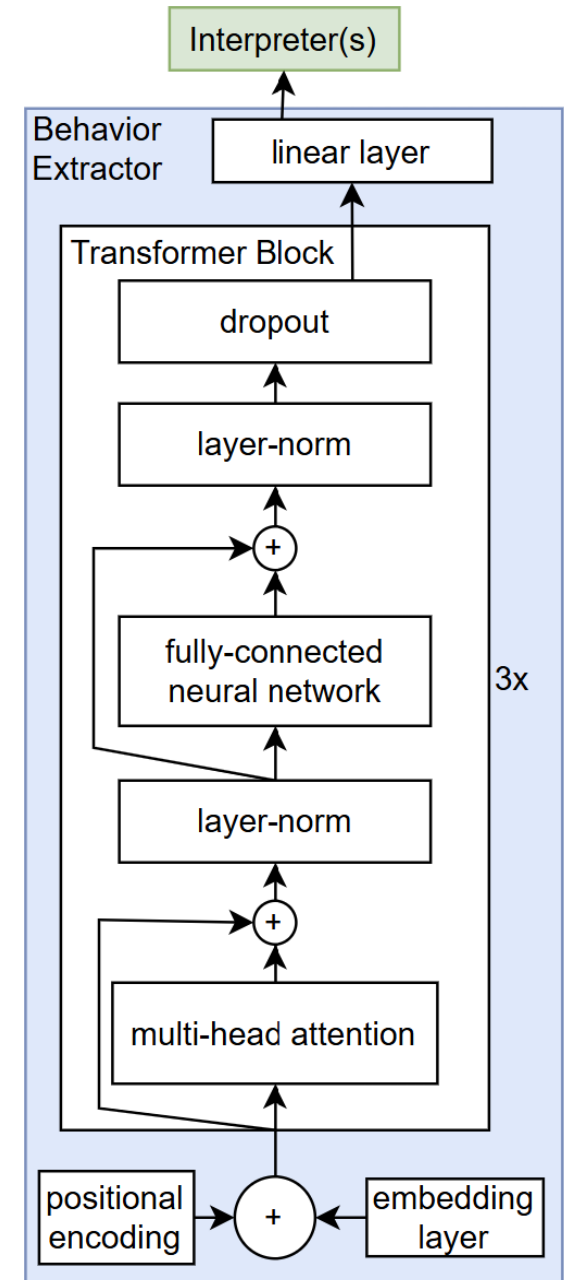 Interpreter(s)
Behavior
Extractor
linear layer
Transformer Block
dropout
layer-norm
+
fully-connected
neural network
3x
layer-norm
+
multi-head attention
positional
encoding
+
embedding
layer